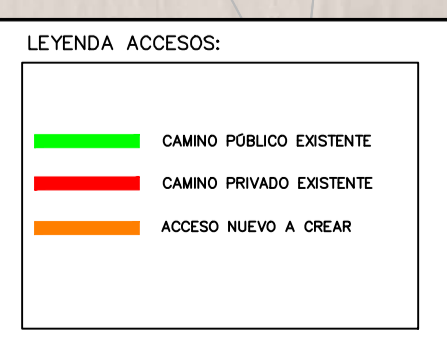 LEYENDA ACCESOS:
CAMINO PÚBLICO EXISTENTE
CAMINO PRIVADO EXISTENTE
ACCESO NUEVO A CREAR